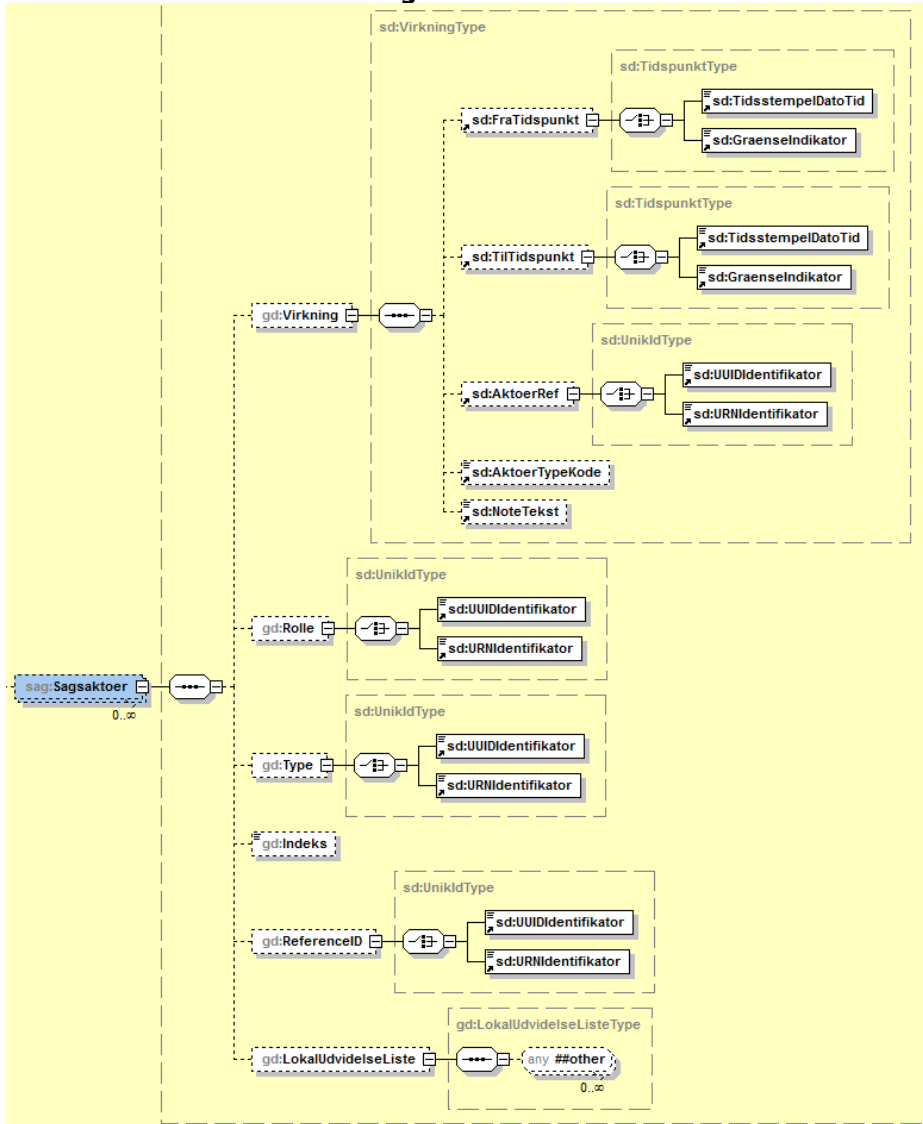 sd:VirkningType
sd:TidspunktType
sd:FraTidspunkt
sd:TidsstempelDatoTid
sd:GraenseIndikator
sd:TidspunktType
sd:TilTidspunkt
sd:TidsstempelDatoTid
sd:GraenseIndikator
gd:Virkning
sd:UnikIdType
sd:AktoerRef
sd:UUIDIdentifikator
sd:URNIdentifikator
sd:AktoerTypeKode
sd:NoteTekst
sd:UnikIdType
gd:Rolle
sd:UUIDIdentifikator
sd:URNIdentifikator
sag:Sagsaktoer
0..∞
sd:UnikIdType
gd:Type
sd:UUIDIdentifikator
sd:URNIdentifikator
gd:Indeks
sd:UnikIdType
gd:ReferenceID
sd:UUIDIdentifikator
sd:URNIdentifikator
gd:LokalUdvidelseListeType
gd:LokalUdvidelseListe
any ##other
0..∞